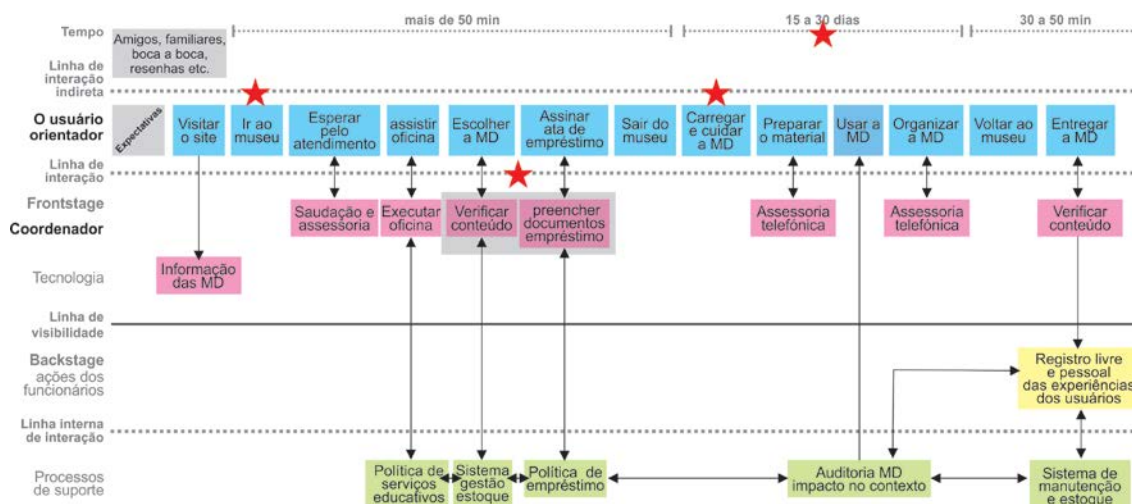 mais de 50 min
15 a 30 dias
30 a 50 min
Tempo
Amigos, familiares,
boca a boca,
resenhas etc.
Linha de
interação
indireta
O usuário
orientador
Expectativas
Visitar
o site
Ir ao
museu
Esperar
pelo
atendimento
assistir
oficina
Escolher
a MD
Assinar
ata de
empréstimo
Sair do
museu
Carregar
e cuidar
a MD
Preparar
o material
Usar a
MD
Organizar
a MD
Voltar ao
museu
Entregar
a MD
Linha de
interação
Frontstage
Coordenador
Saudação e
assessoria
Executar
oficina
Verificar
conteúdo
preencher
documentos
empréstimo
Assessoria
telefónica
Assessoria
telefónica
Verificar
conteúdo
Tecnologia
Informação
das MD
Linha de
visibilidade
Backstage
ações dos
funcionários
Registro livre
e pessoal
das experiências
dos usuários
Linha interna
de interação
Processos
de suporte
Política de
serviços
educativos
Sistema
gestão
estoque
Política de
empréstimo
Auditoria MD
impacto no contexto
Sistema de
manutenção
e estoque